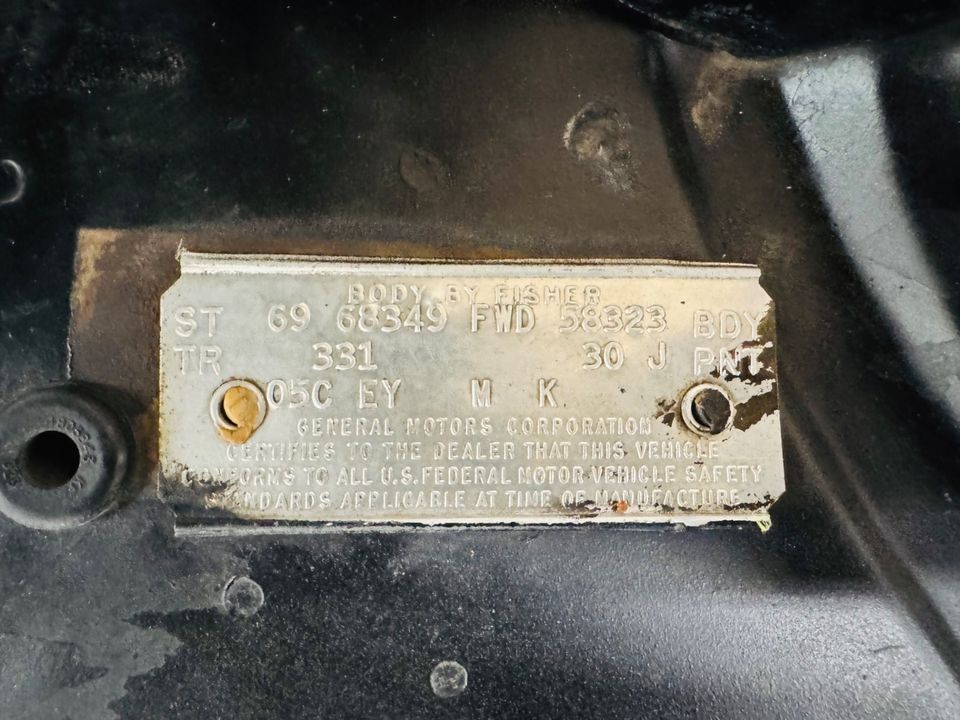 BODY BY FISHER
ST 69 68349 FWD 58323 BDY
TR 331 30 J PNT
05C EY M K
GENERAL MOTORS CORPORATION
CERTIFIES TO THE DEALER THAT THIS VEHICLE
CONFORMS TO ALL U.S. FEDERAL MOTOR VEHICLE SAFETY
STANDARDS APPLICABLE AT TIME OF MANUFACTURE